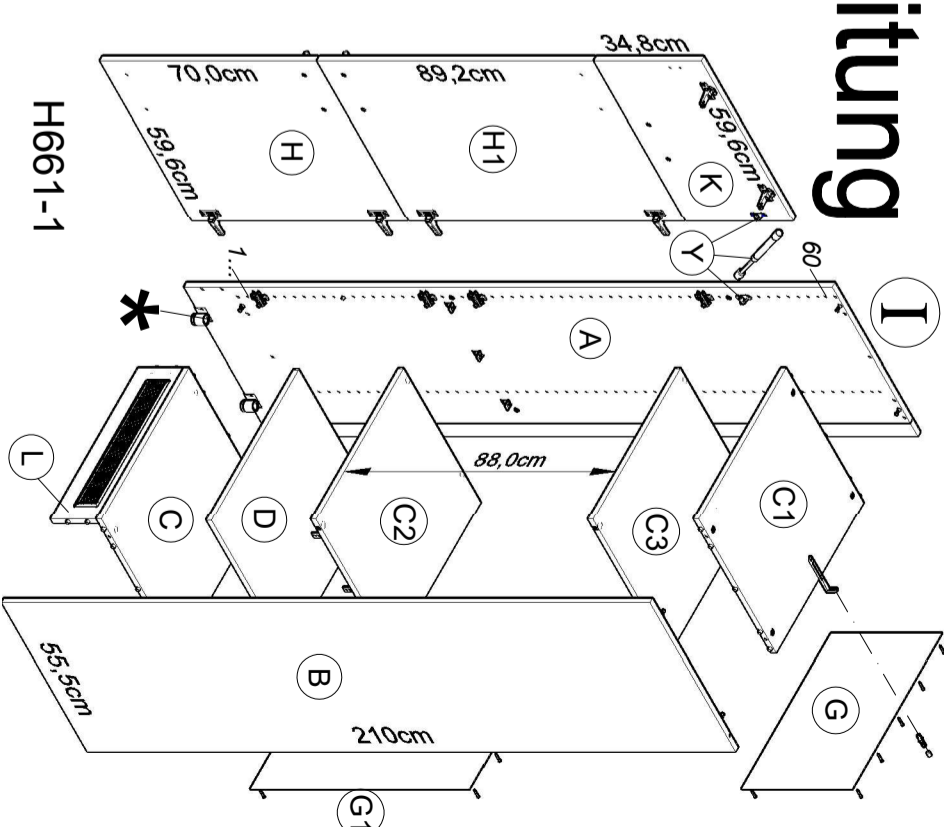 itung
I
34,8cm
70,0cm
89,2cm
59,6cm
59,6cm
H
H1
K
Y
60
1
H661-1
*
A
L
C
D
C2
88,0cm
C3
C1
B
55,5cm
210cm
G
G1